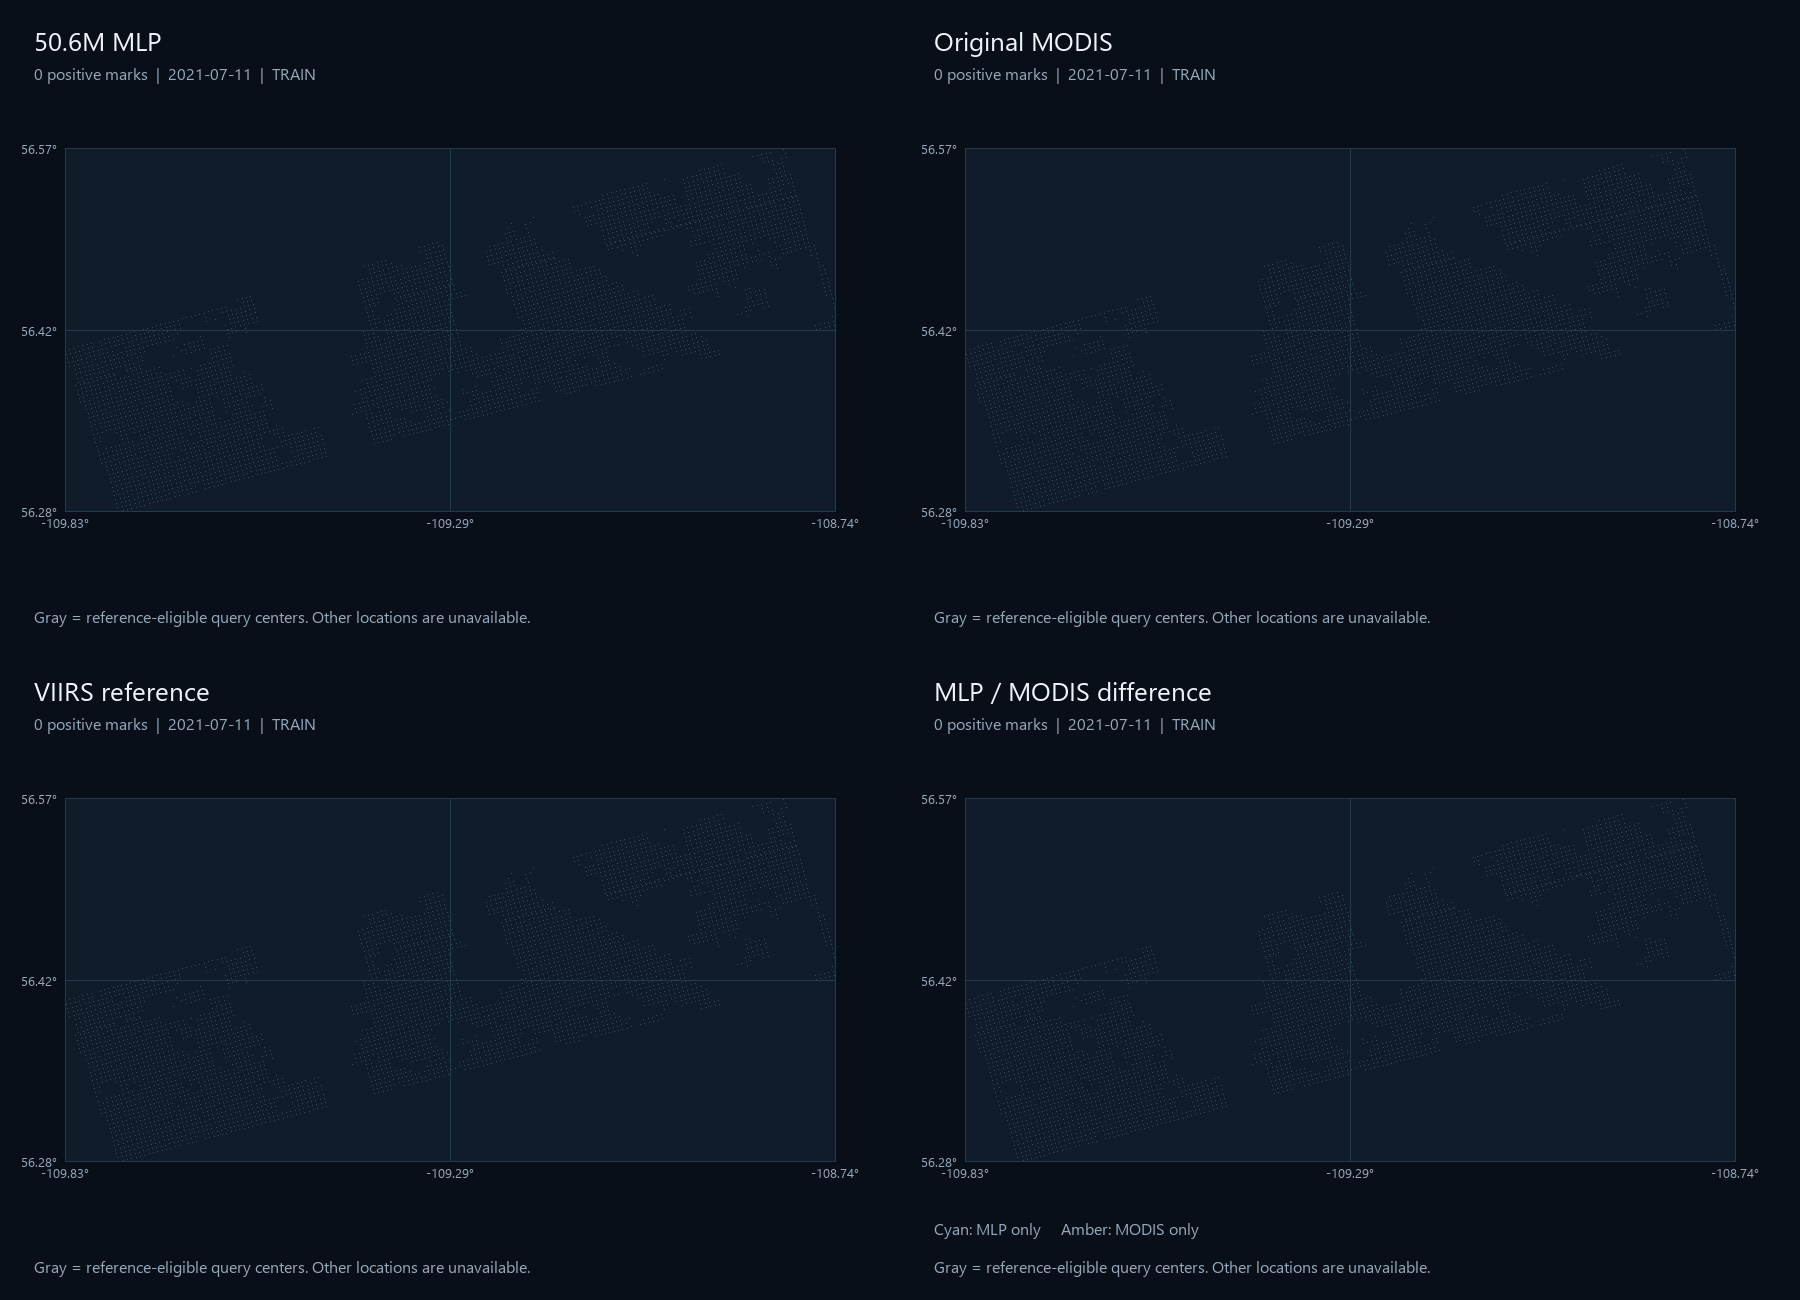 50.6M MLP
0 positive marks | 2021-07-11 | TRAIN
56.57°
56.42°
56.28°
-109.83°
-109.29°
-108.74°
Gray = reference-eligible query centers. Other locations are unavailable.
Original MODIS
0 positive marks | 2021-07-11 | TRAIN
56.57°
56.42°
56.28°
-109.83°
-109.29°
-108.74°
Gray = reference-eligible query centers. Other locations are unavailable.
VIIRS reference
0 positive marks | 2021-07-11 | TRAIN
56.57°
56.42°
56.28°
-109.83°
-109.29°
-108.74°
Gray = reference-eligible query centers. Other locations are unavailable.
MLP / MODIS difference
0 positive marks | 2021-07-11 | TRAIN
56.57°
56.42°
56.28°
-109.83°
-109.29°
-108.74°
Cyan: MLP only Amber: MODIS only
Gray = reference-eligible query centers. Other locations are unavailable.